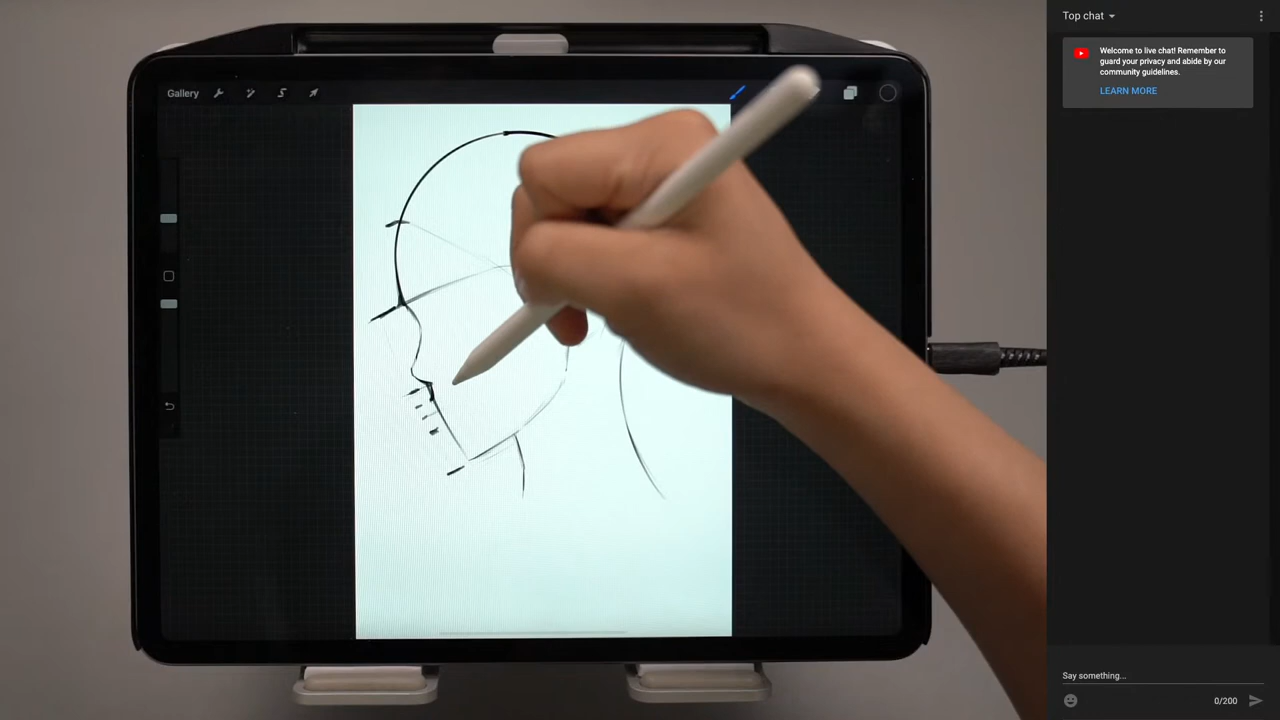 Gallery
Top chat
Welcome to live chat! Remember to
guard your privacy and abide by our
community guidelines.
LEARN MORE
Say something...
0/200